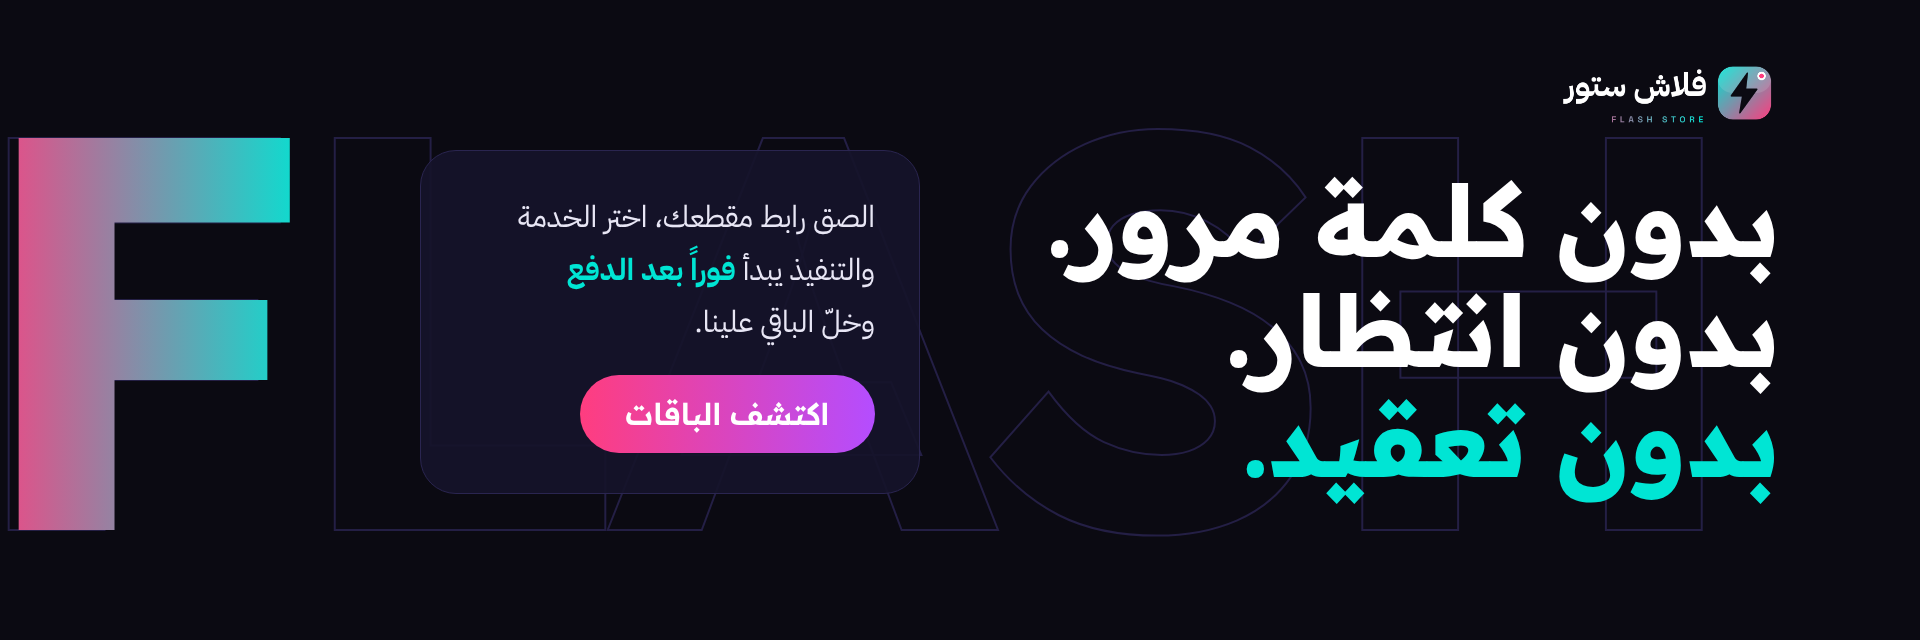 فلاش ستور
FLASH STORE
بدون كلمة مرور.
بدون انتظار.
بدون تعقيد.
الصق رابط مقطعك، اختر الخدمة
والتنفيذ يبدأ فوراً بعد الدفع
وخلّ الباقي علينا.
اكتشف الباقات
FLASH